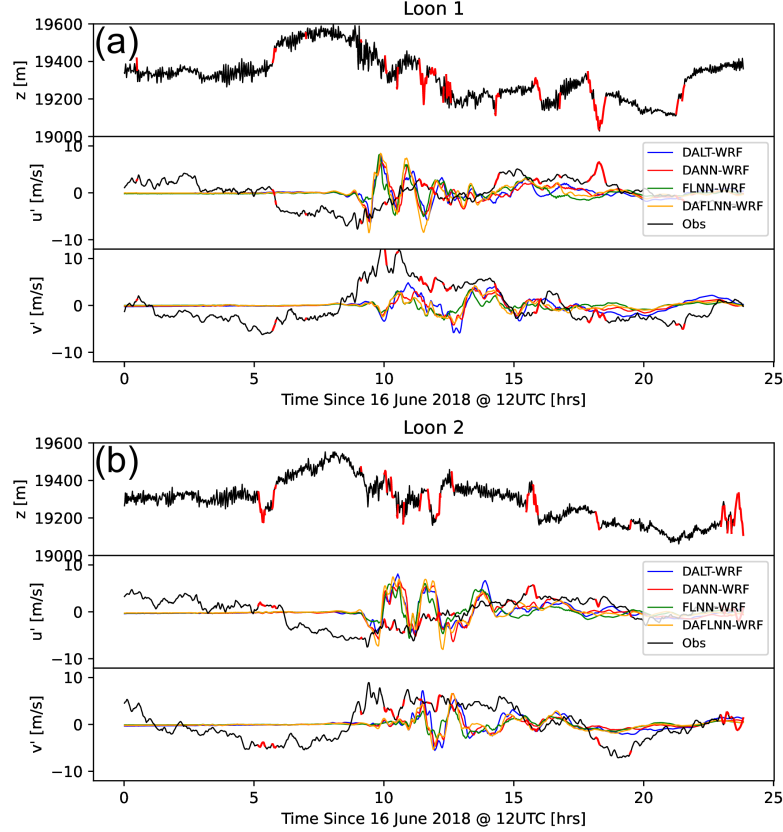 Loon 1
(a)
19600
19400
19200
19000
z [m]
10
0
−10
u' [m/s]
DALT-WRF
DANN-WRF
FLNN-WRF
DAFLNN-WRF
Obs
10
0
−10
v' [m/s]
0 5 10 15 20 25
Time Since 16 June 2018 @ 12UTC [hrs]
Loon 2
(b)
19600
19400
19200
19000
z [m]
10
0
−10
u' [m/s]
DALT-WRF
DANN-WRF
FLNN-WRF
DAFLNN-WRF
Obs
10
0
−10
v' [m/s]
0 5 10 15 20 25
Time Since 16 June 2018 @ 12UTC [hrs]